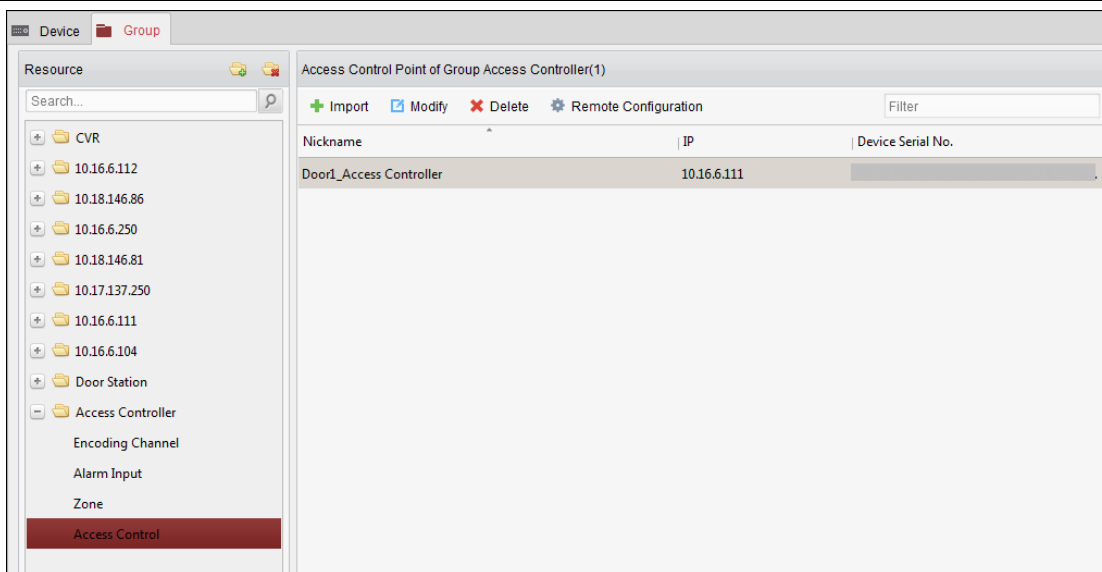 Device Group
Resource
Search...
CVR
10.16.6.112
10.18.146.86
10.16.6.250
10.18.146.81
10.17.137.250
10.16.6.111
10.16.6.104
Door Station
Access Controller
Encoding Channel
Alarm Input
Zone
Access Control
Access Control Point of Group Access Controller(1)
Import Modify Delete Remote Configuration Filter
Nickname IP Device Serial No.
Door1_Access Controller 10.16.6.111